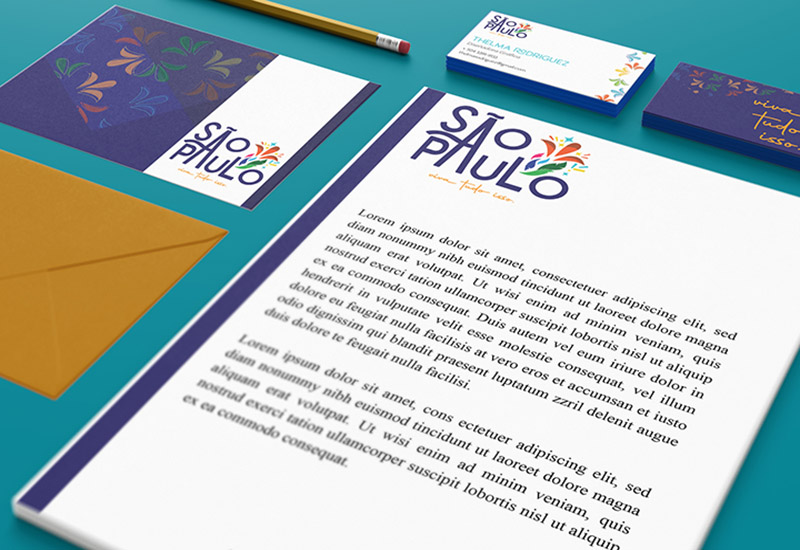 SÃO
PAULO
viva tudo isso.
SÃO
PAULO
THELMA RODRIGUEZ
viva
tudo
isso.
SÃO
PAULO
viva tudo isso.
Lorem ipsum dolor sit amet, consectetuer adipiscing elit, sed
diam nonummy nibh euismod tincidunt ut laoreet dolore magna
aliquam erat volutpat. Ut wisi enim ad minim veniam, quis
nostrud exerci tation ullamcorper suscipit lobortis nisl ut aliquip
ex ea commodo consequat. Duis autem vel eum iriure dolor in
hendrerit in vulputate velit esse molestie consequat, vel illum
dolore eu feugiat nulla facilisis at vero eros et accumsan et iusto
odio dignissim qui blandit praesent luptatum zzril delenit augue
duis dolore te feugait nulla facilisi.
Lorem ipsum dolor sit amet, cons ectetuer adipiscing elit, sed
diam nonummy nibh euismod tincidunt ut laoreet dolore magna
aliquam erat volutpat. Ut wisi enim ad minim veniam, quis
nostrud exerci tation ullamcorper suscipit lobortis nisl ut aliquip
ex ea commodo consequat.